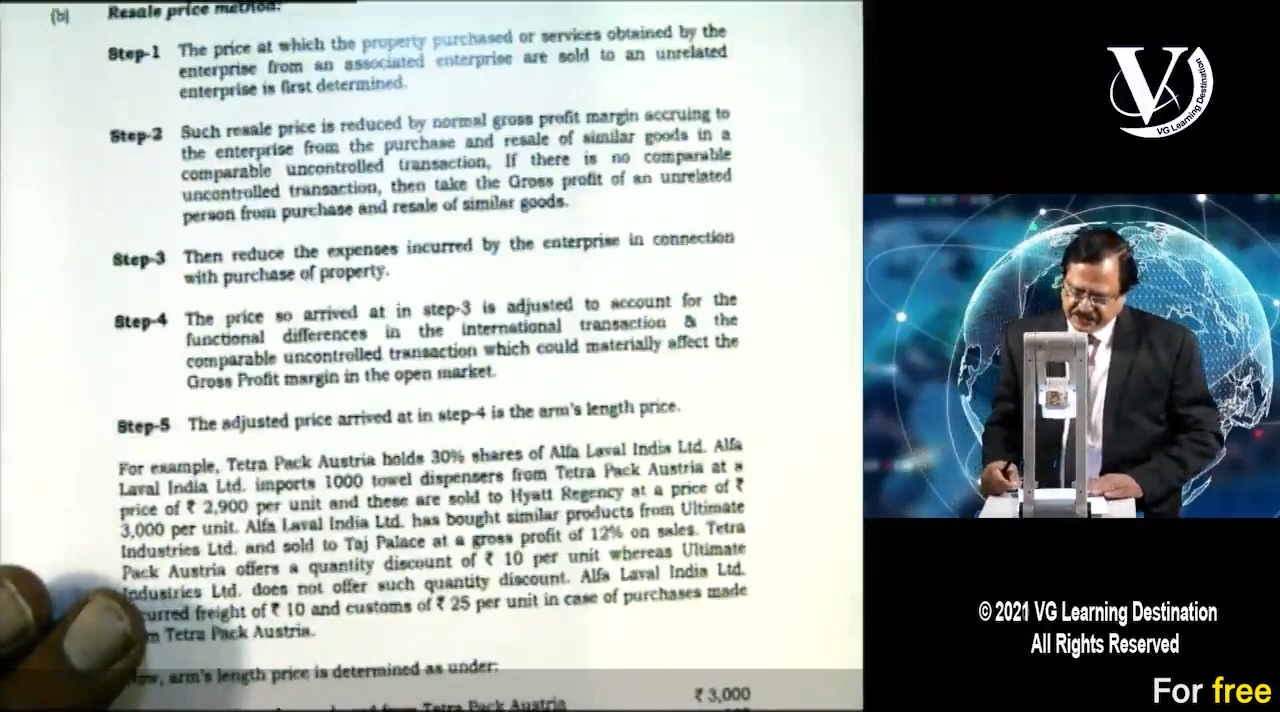 (b) Resale price method:
Step-1 The price at which the property purchased or services obtained by the
enterprise from an associated enterprise are sold to an unrelated
enterprise is first determined.
Step-2 Such resale price is reduced by normal gross profit margin accruing to
the enterprise from the purchase and resale of similar goods in a
comparable uncontrolled transaction, If there is no comparable
uncontrolled transaction, then take the Gross profit of an unrelated
person from purchase and resale of similar goods.
Step-3 Then reduce the expenses incurred by the enterprise in connection
with purchase of property.
Step-4 The price so arrived at in step-3 is adjusted to account for the
functional differences in the international transaction & the
comparable uncontrolled transaction which could materially affect the
Gross Profit margin in the open market.
Step-5 The adjusted price arrived at in step-4 is the arm's length price.
For example, Tetra Pack Austria holds 30% shares of Alfa Laval India Ltd. Alfa
Laval India Ltd. imports 1000 towel dispensers from Tetra Pack Austria at a
price of ₹ 2,900 per unit and these are sold to Hyatt Regency at a price of ₹
3,000 per unit. Alfa Laval India Ltd. has bought similar products from Ultimate
Industries Ltd. and sold to Taj Palace at a gross profit of 12% on sales. Tetra
Pack Austria offers a quantity discount of ₹ 10 per unit whereas Ultimate
Industries Ltd. does not offer such quantity discount. Alfa Laval India Ltd.
curred freight of ₹ 10 and customs of ₹ 25 per unit in case of purchases made
m Tetra Pack Austria.
ow, arm's length price is determined as under:
from Tetra Pack Austria ₹ 3,000
V
VG Learning Destination
© 2021 VG Learning Destination
All Rights Reserved
For free